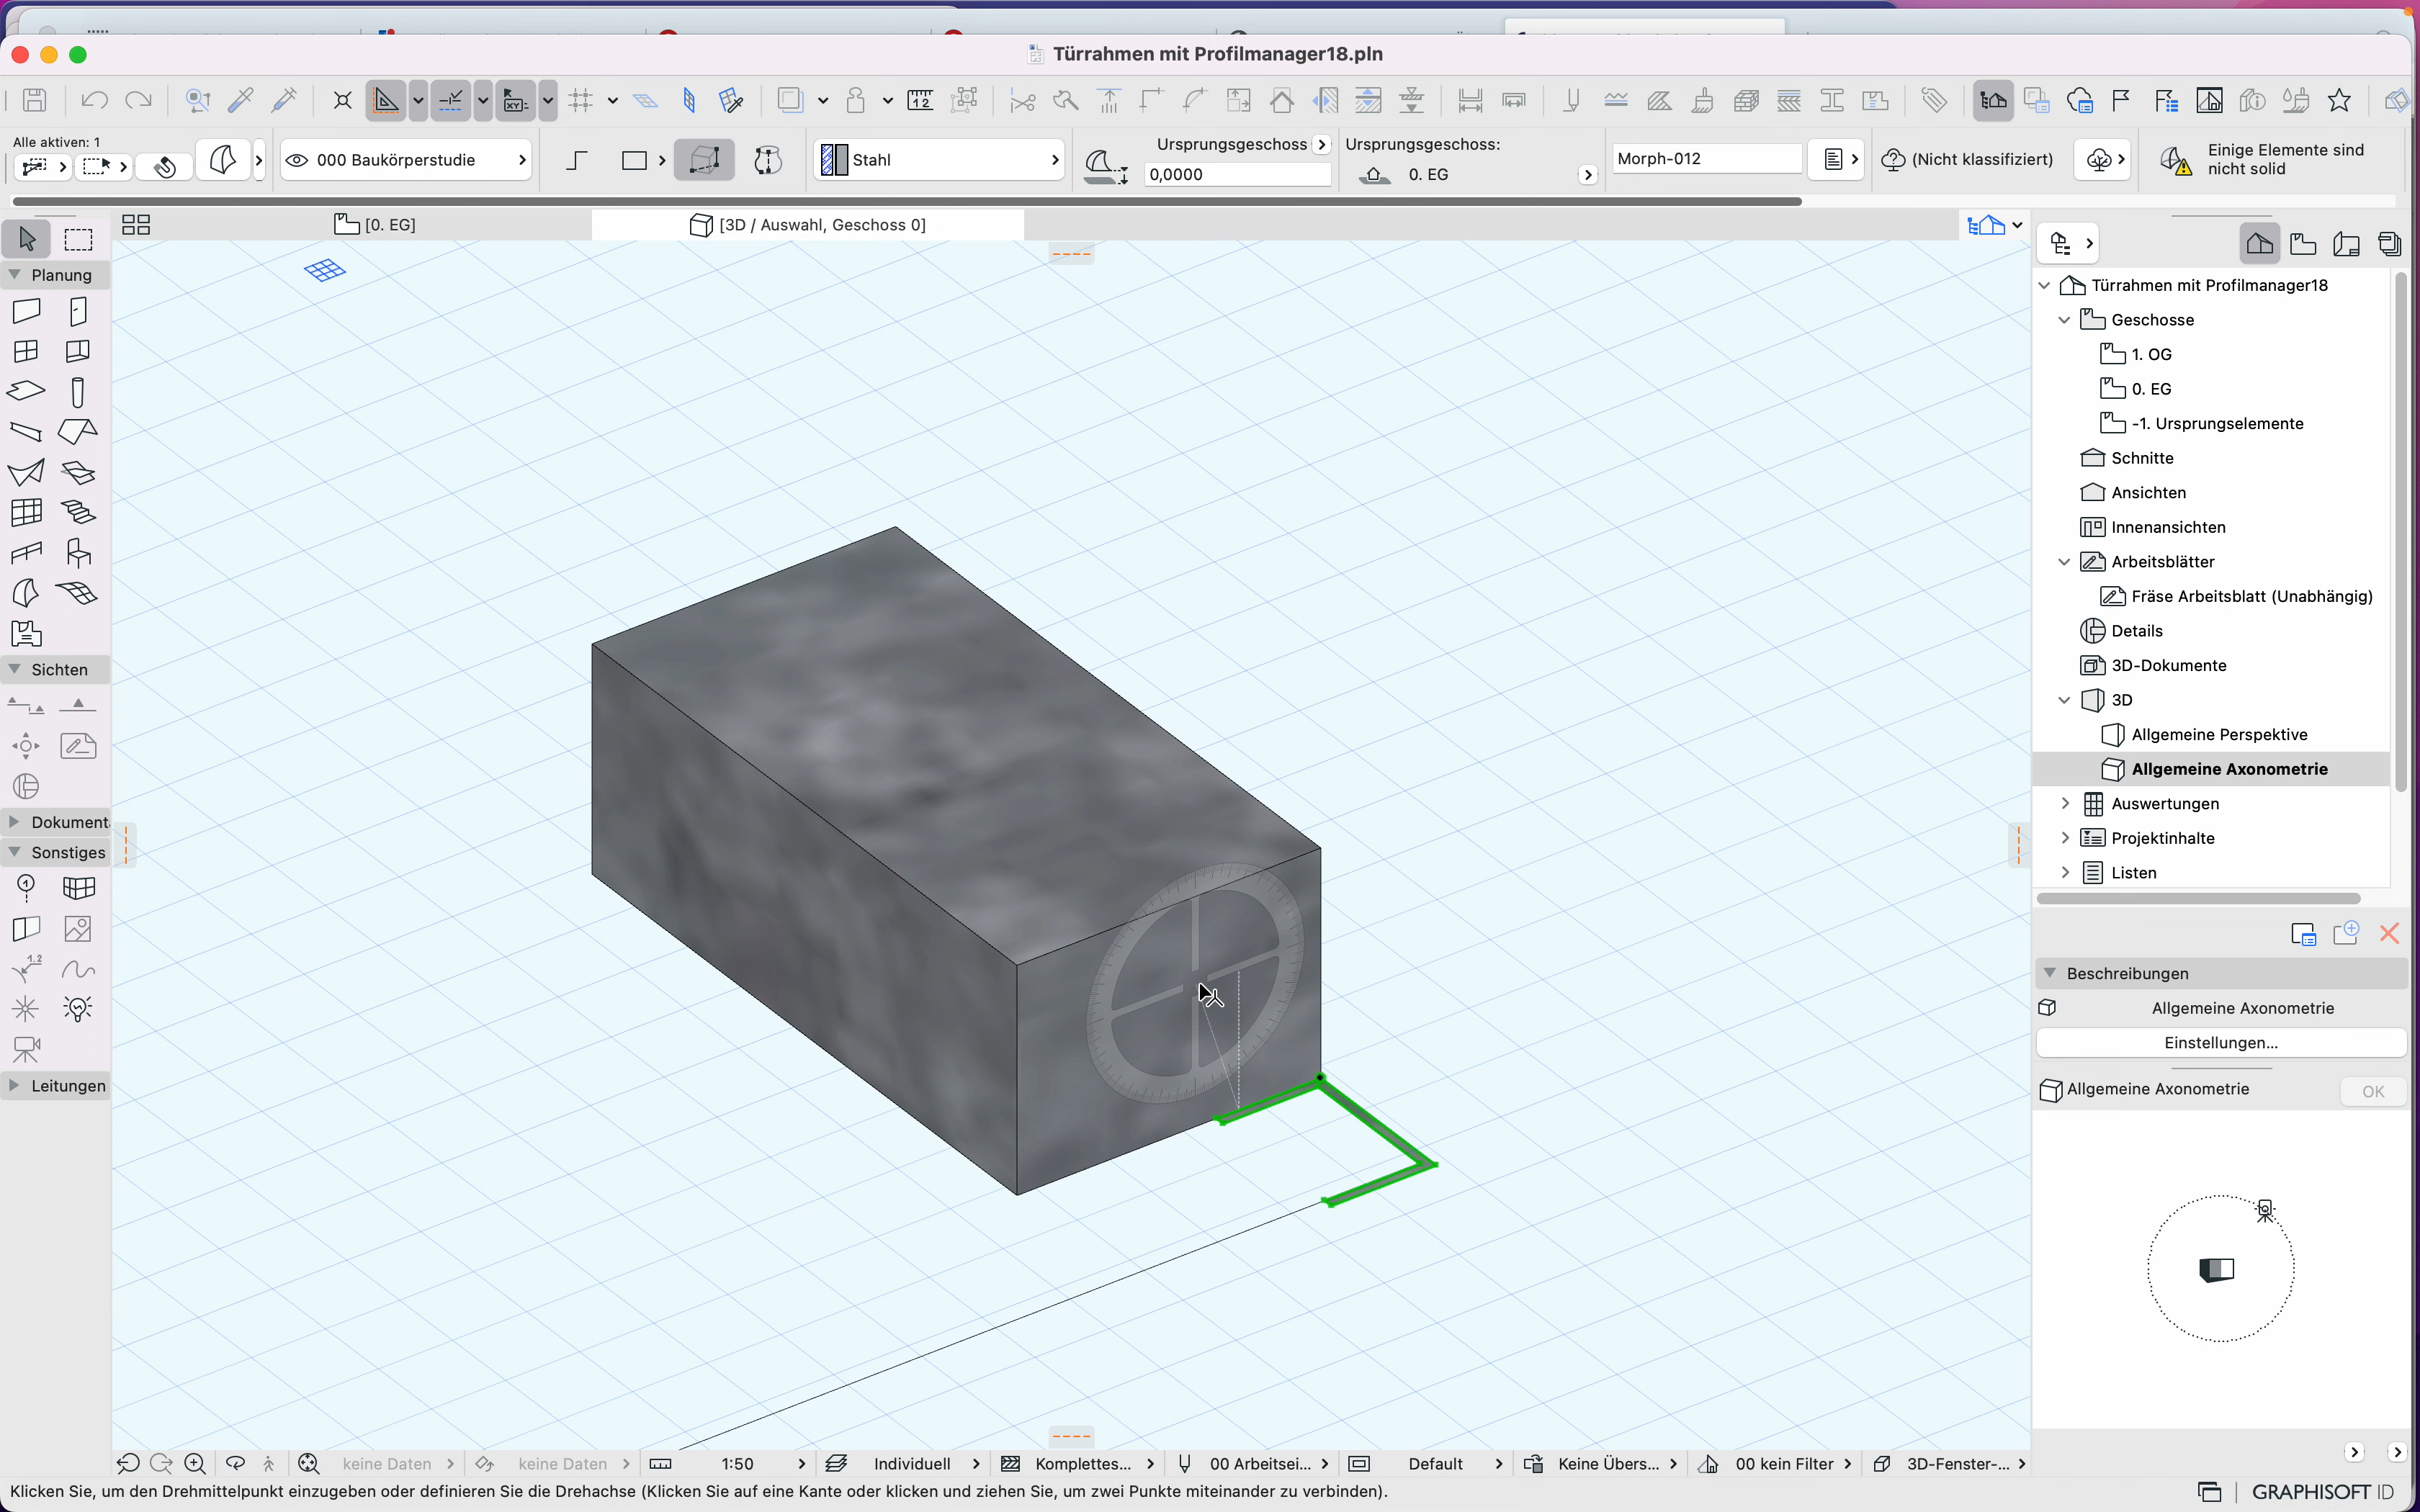 Türrahmen mit Profilmanager18.pln
Alle aktiven: 1
000 Baukörperstudie
Stahl
Ursprungsgeschoss
0,0000
Ursprungsgeschoss:
0. EG
Morph-012
(Nicht klassifiziert)
Einige Elemente sind
nicht solid
[0. EG]
[3D / Auswahl, Geschoss 0]
Planung
Sichten
Dokument
Sonstiges
Leitungen
Türrahmen mit Profilmanager18
Geschosse
1. OG
0. EG
-1. Ursprungselemente
Schnitte
Ansichten
Innenansichten
Arbeitsblätter
Fräse Arbeitsblatt (Unabhängig)
Details
3D-Dokumente
3D
Allgemeine Perspektive
Allgemeine Axonometrie
Auswertungen
Projektinhalte
Listen
Beschreibungen
Allgemeine Axonometrie
Einstellungen...
Allgemeine Axonometrie
OK
keine Daten
keine Daten
1:50
Individuell
Komplettes...
00 Arbeitsei...
Default
Keine Übers...
00 kein Filter
3D-Fenster-...
Klicken Sie, um den Drehmittelpunkt einzugeben oder definieren Sie die Drehachse (Klicken Sie auf eine Kante oder klicken und ziehen Sie, um zwei Punkte miteinander zu verbinden).
GRAPHISOFT ID